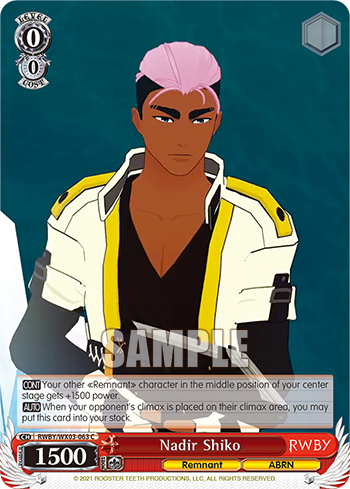 LEVEL
0
0
COST
SAMPLE
CONT Your other «Remnant» character in the middle position of your center
stage gets +1500 power.
AUTO When your opponent's climax is placed on their climax area, you may
put this card into your stock.
CH RWBY/WX03-063 C
POWER 1500
Nadir Shiko
RWBY
Remnant
ABRN
© 2021 ROOSTER TEETH PRODUCTIONS, LLC, ALL RIGHTS RESERVED.